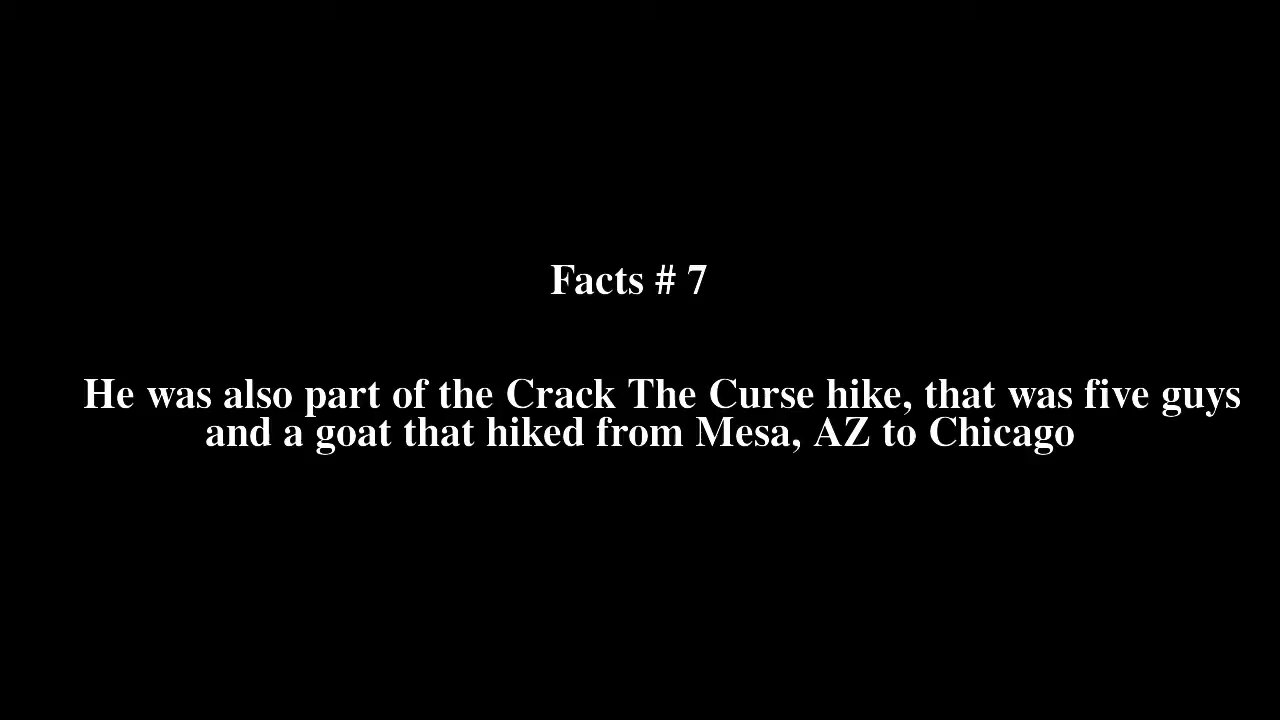 Facts # 7
He was also part of the Crack The Curse hike, that was five guys
and a goat that hiked from Mesa, AZ to Chicago